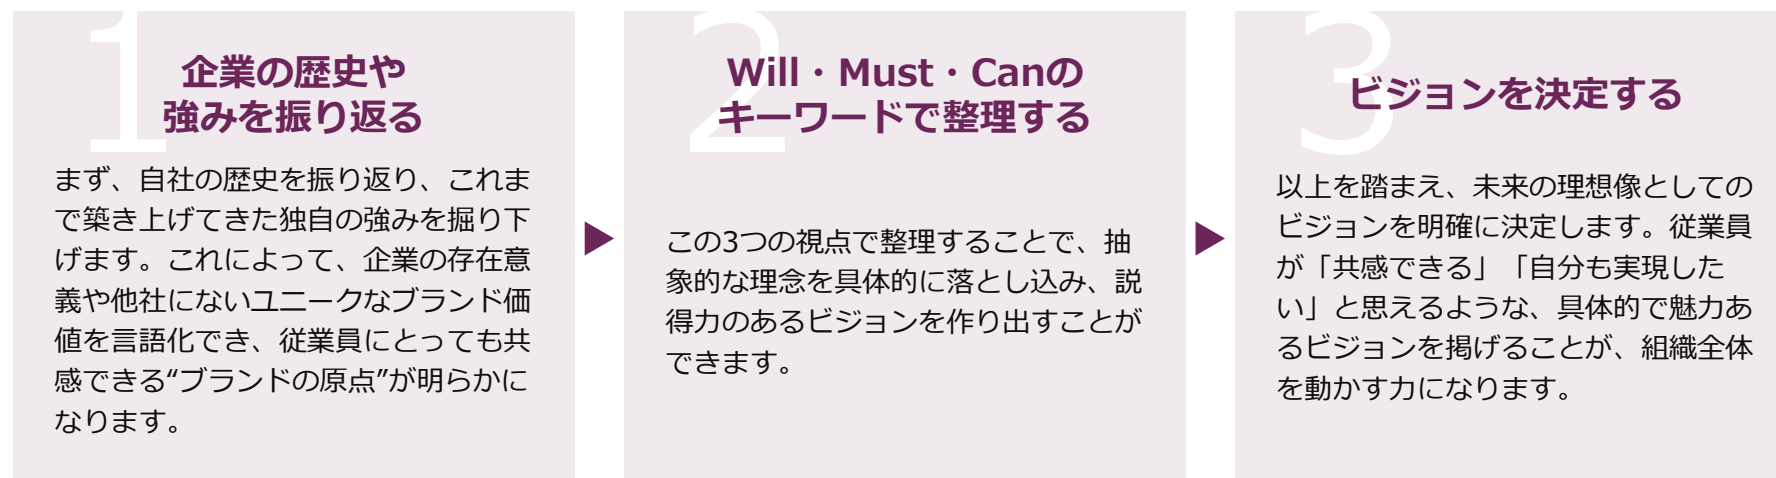 1
企業の歴史や
強みを振り返る
まず、自社の歴史を振り返り、これま
で築き上げてきた独自の強みを掘り下
げます。これによって、企業の存在意
義や他社にないユニークなブランド価
値を言語化でき、従業員にとっても共
感できる“ブランドの原点”が明らかに
なります。
2
Will・Must・Canの
キーワードで整理する
この3つの視点で整理することで、抽
象的な理念を具体的に落とし込み、説
得力のあるビジョンを作り出すことが
できます。
3
ビジョンを決定する
以上を踏まえ、未来の理想像としての
ビジョンを明確に決定します。従業員
が「共感できる」「自分も実現した
い」と思えるような、具体的で魅力あ
るビジョンを掲げることが、組織全体
を動かす力になります。